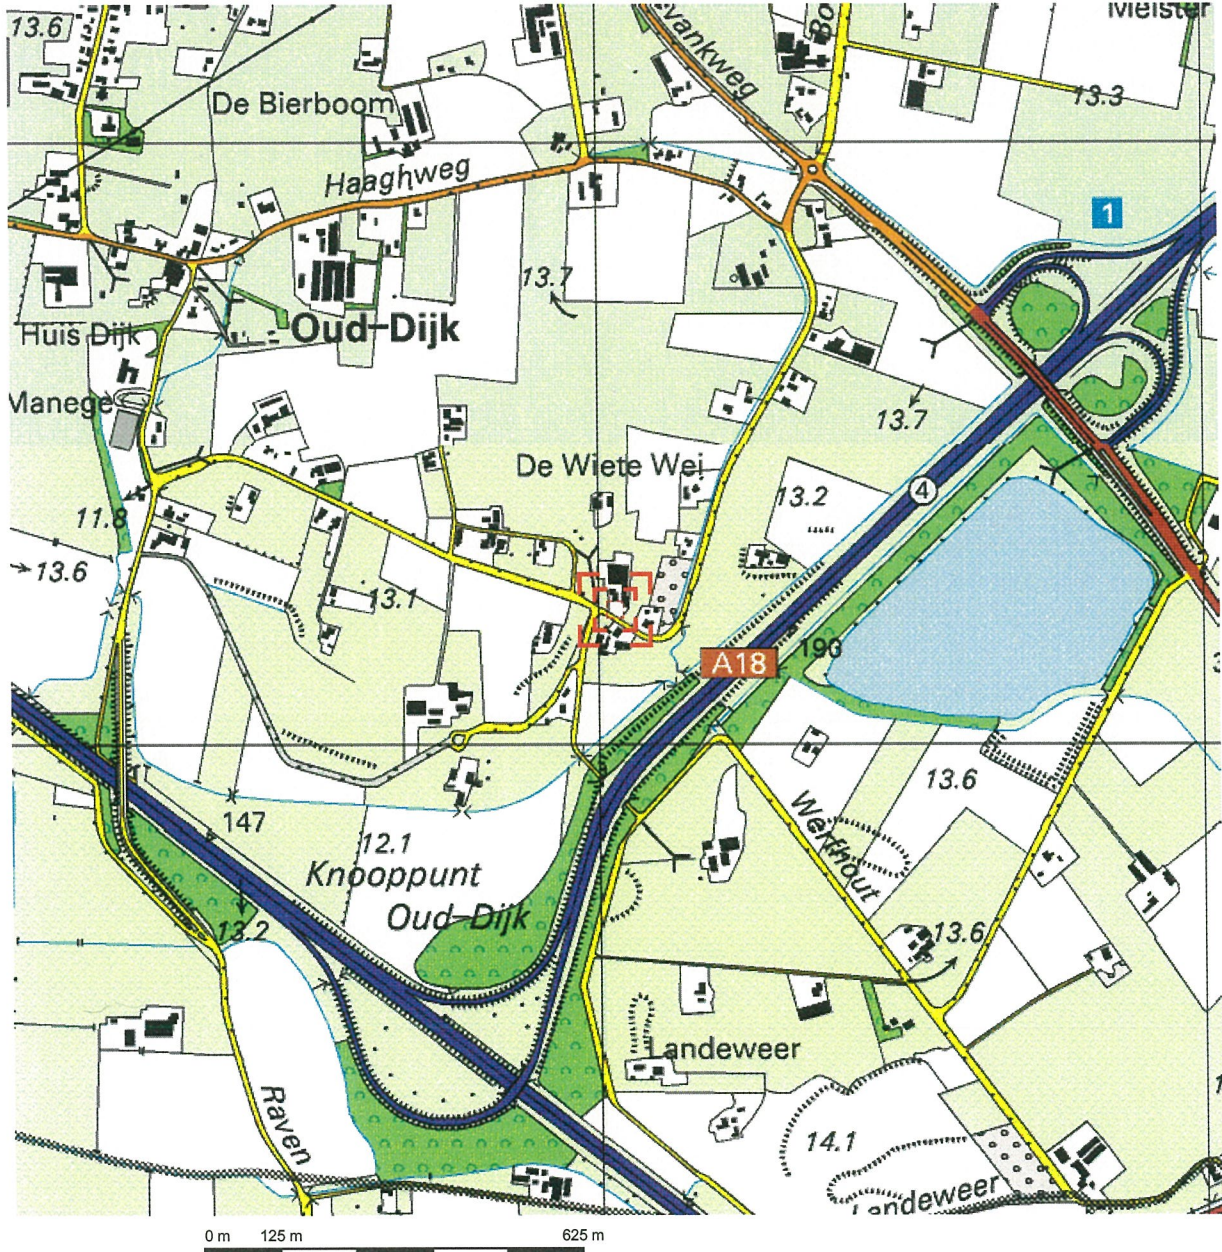 13.6
Meister
vankweg
Bo
De Bierboom
13.3
Haaghweg
1
13.7
Huis Dijk
Oud-Dijk
Manege
13.7
De Wiete Wei
13.2
4
11.8
13.6
13.1
A18
190
147
12.1
13.6
Werfhout
Knooppunt
Oud-Dijk
13.2
13.6
Landeweer
Raven
14.1
Landeweer
0 m 125 m 625 m